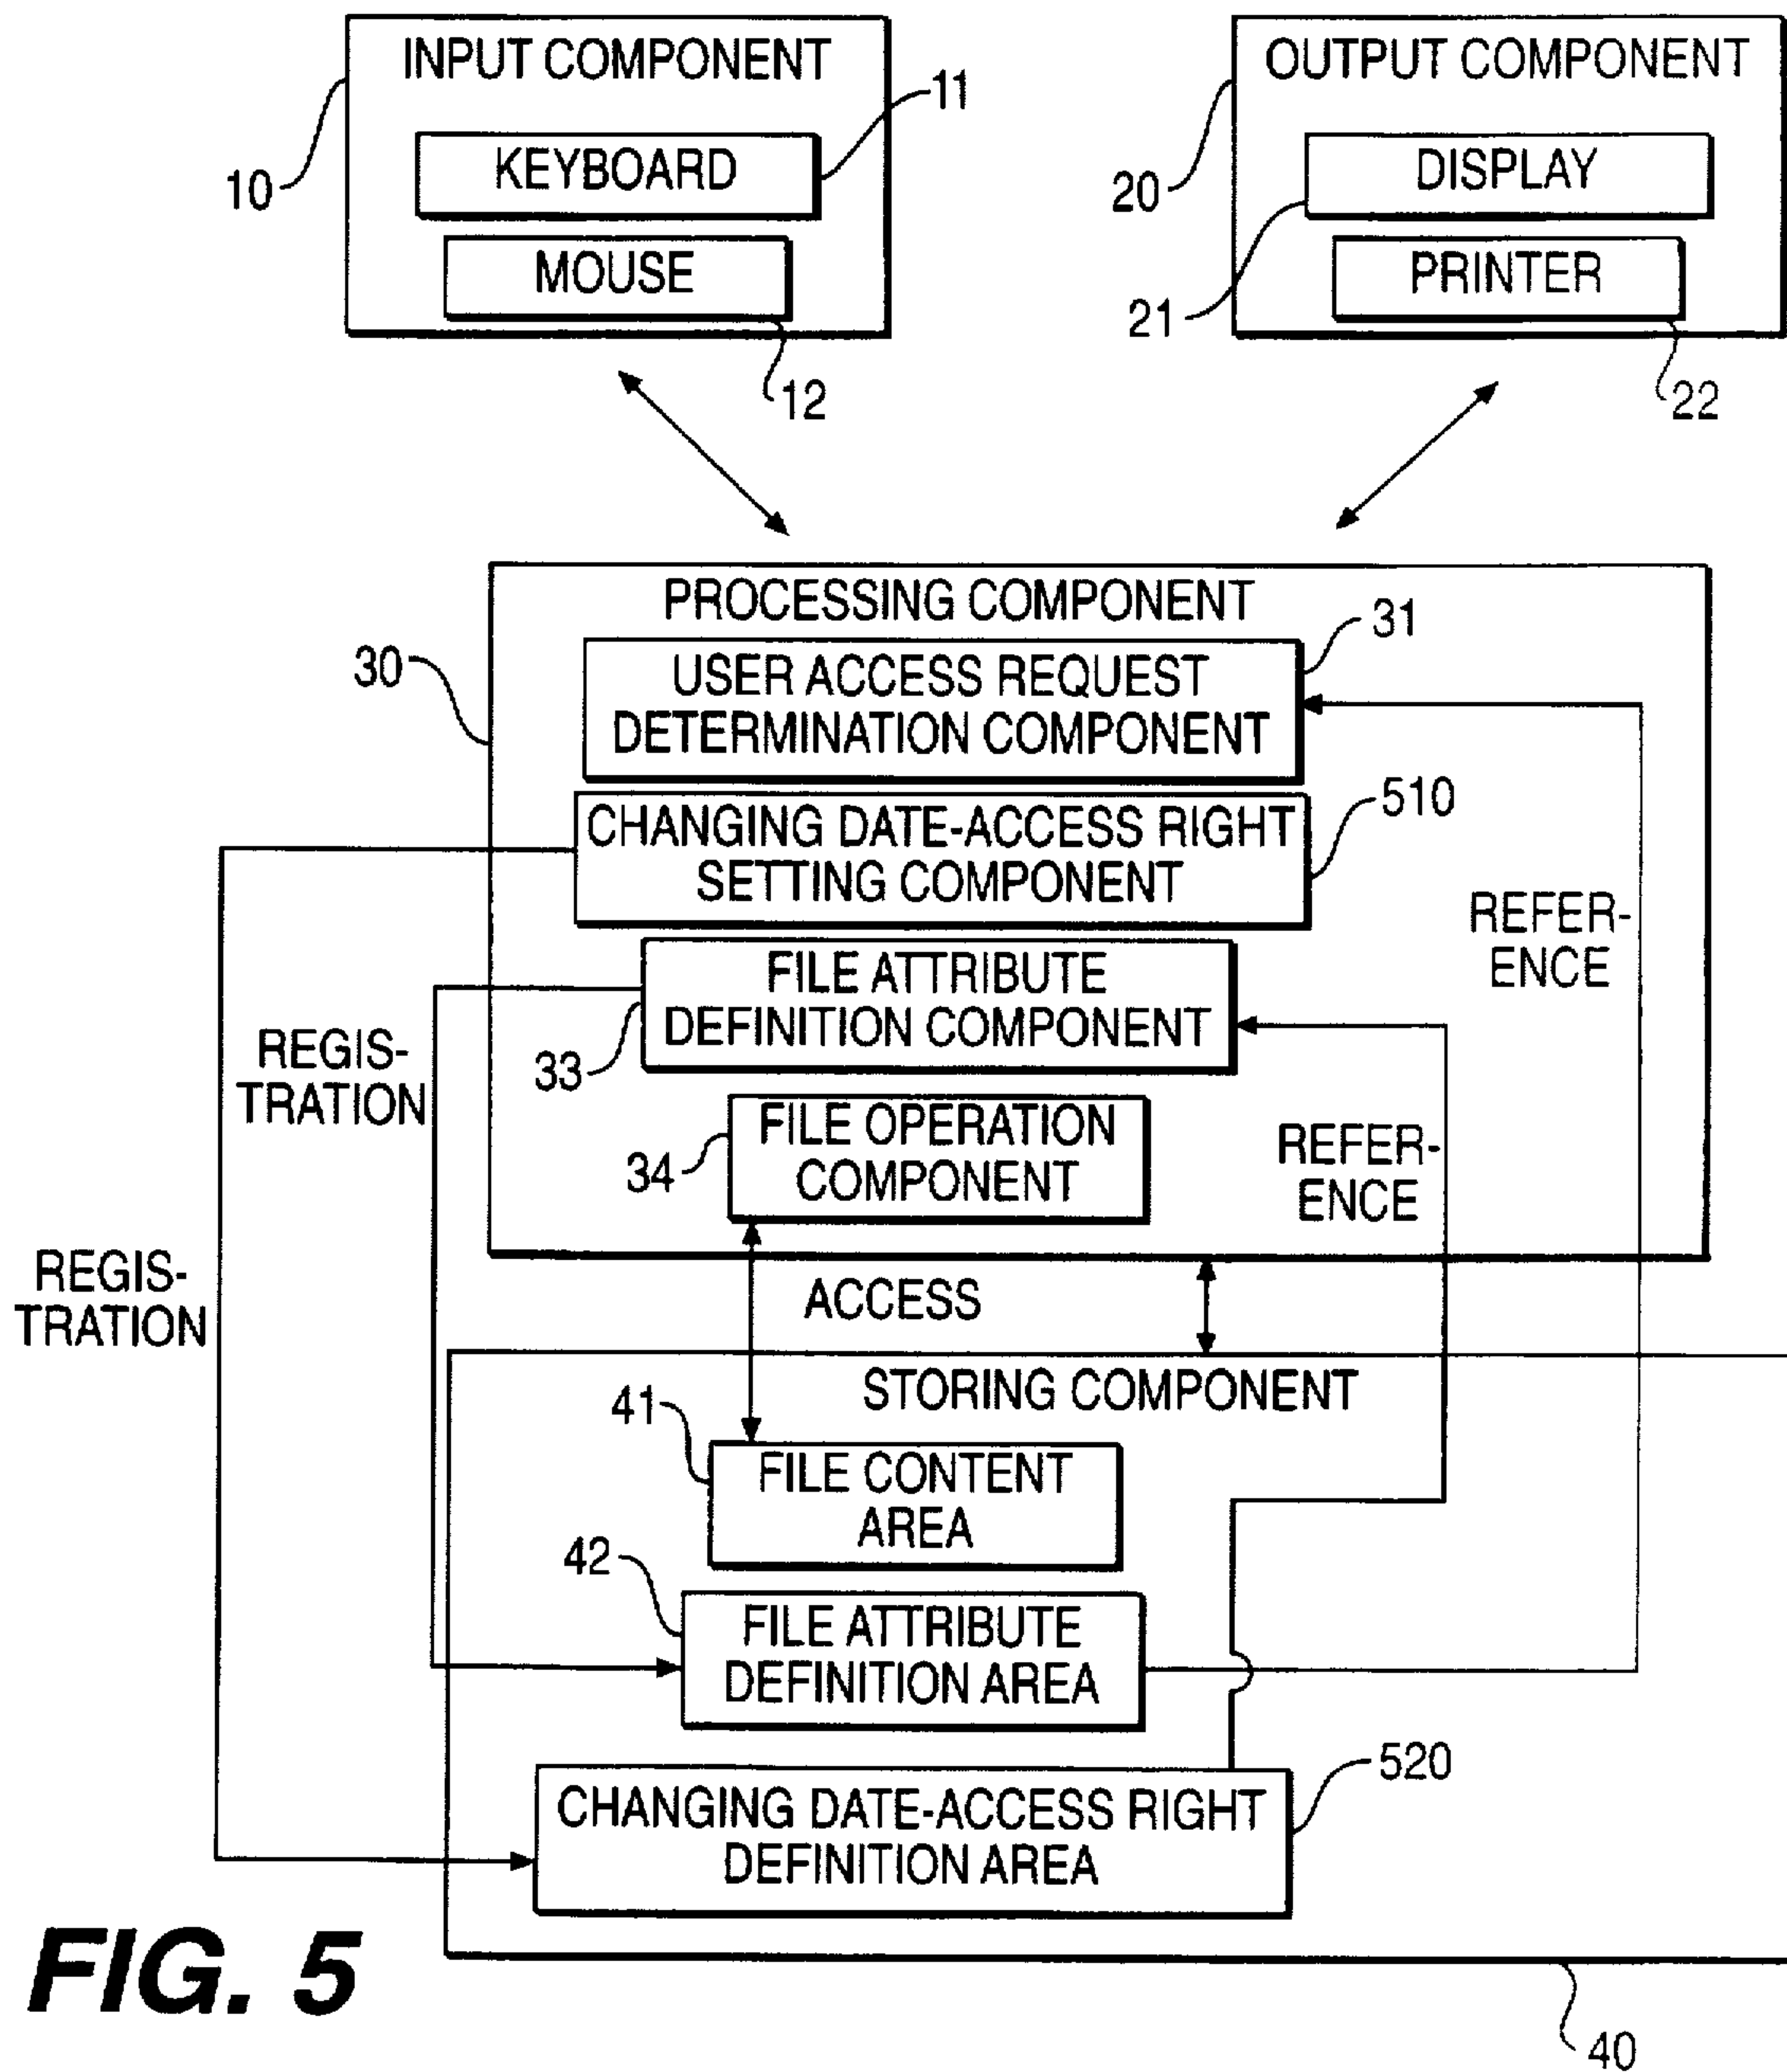 INPUT COMPONENT
10
11
KEYBOARD
MOUSE
12
OUTPUT COMPONENT
20
DISPLAY
21
PRINTER
22
PROCESSING COMPONENT
30
31
USER ACCESS REQUEST
DETERMINATION COMPONENT
510
CHANGING DATE-ACCESS RIGHT
SETTING COMPONENT
REFER-
ENCE
FILE ATTRIBUTE
DEFINITION COMPONENT
33
REGIS-
TRATION
FILE OPERATION
COMPONENT
34
REFER-
ENCE
REGIS-
TRATION
ACCESS
STORING COMPONENT
41
FILE CONTENT
AREA
42
FILE ATTRIBUTE
DEFINITION AREA
520
CHANGING DATE-ACCESS RIGHT
DEFINITION AREA
FIG. 5
40